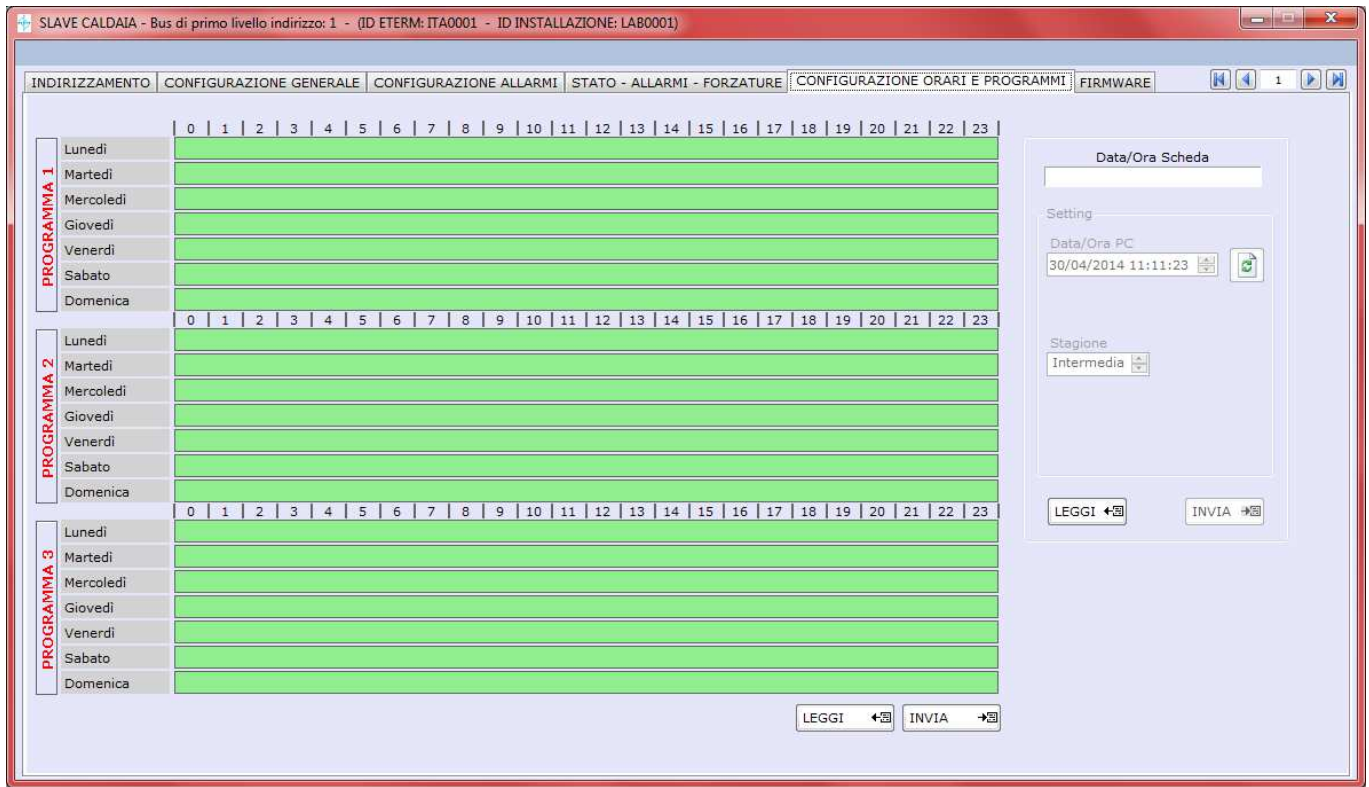 SLAVE CALDAIA - Bus di primo livello indirizzo: 1 - (ID ETERM: ITA0001 - ID INSTALLAZIONE: LAB0001)
INDIRIZZAMENTO CONFIGURAZIONE GENERALE CONFIGURAZIONE ALLARMI STATO - ALLARMI - FORZATURE CONFIGURAZIONE ORARI E PROGRAMMI FIRMWARE 1
0 1 2 3 4 5 6 7 8 9 10 11 12 13 14 15 16 17 18 19 20 21 22 23
PROGRAMMA 1
Lunedì
Martedì
Mercoledì
Giovedì
Venerdì
Sabato
Domenica
0 1 2 3 4 5 6 7 8 9 10 11 12 13 14 15 16 17 18 19 20 21 22 23
PROGRAMMA 2
Lunedì
Martedì
Mercoledì
Giovedì
Venerdì
Sabato
Domenica
0 1 2 3 4 5 6 7 8 9 10 11 12 13 14 15 16 17 18 19 20 21 22 23
PROGRAMMA 3
Lunedì
Martedì
Mercoledì
Giovedì
Venerdì
Sabato
Domenica
LEGGI INVIA
Data/Ora Scheda
Setting
Data/Ora PC
30/04/2014 11:11:23
Stagione
Intermedia
LEGGI INVIA